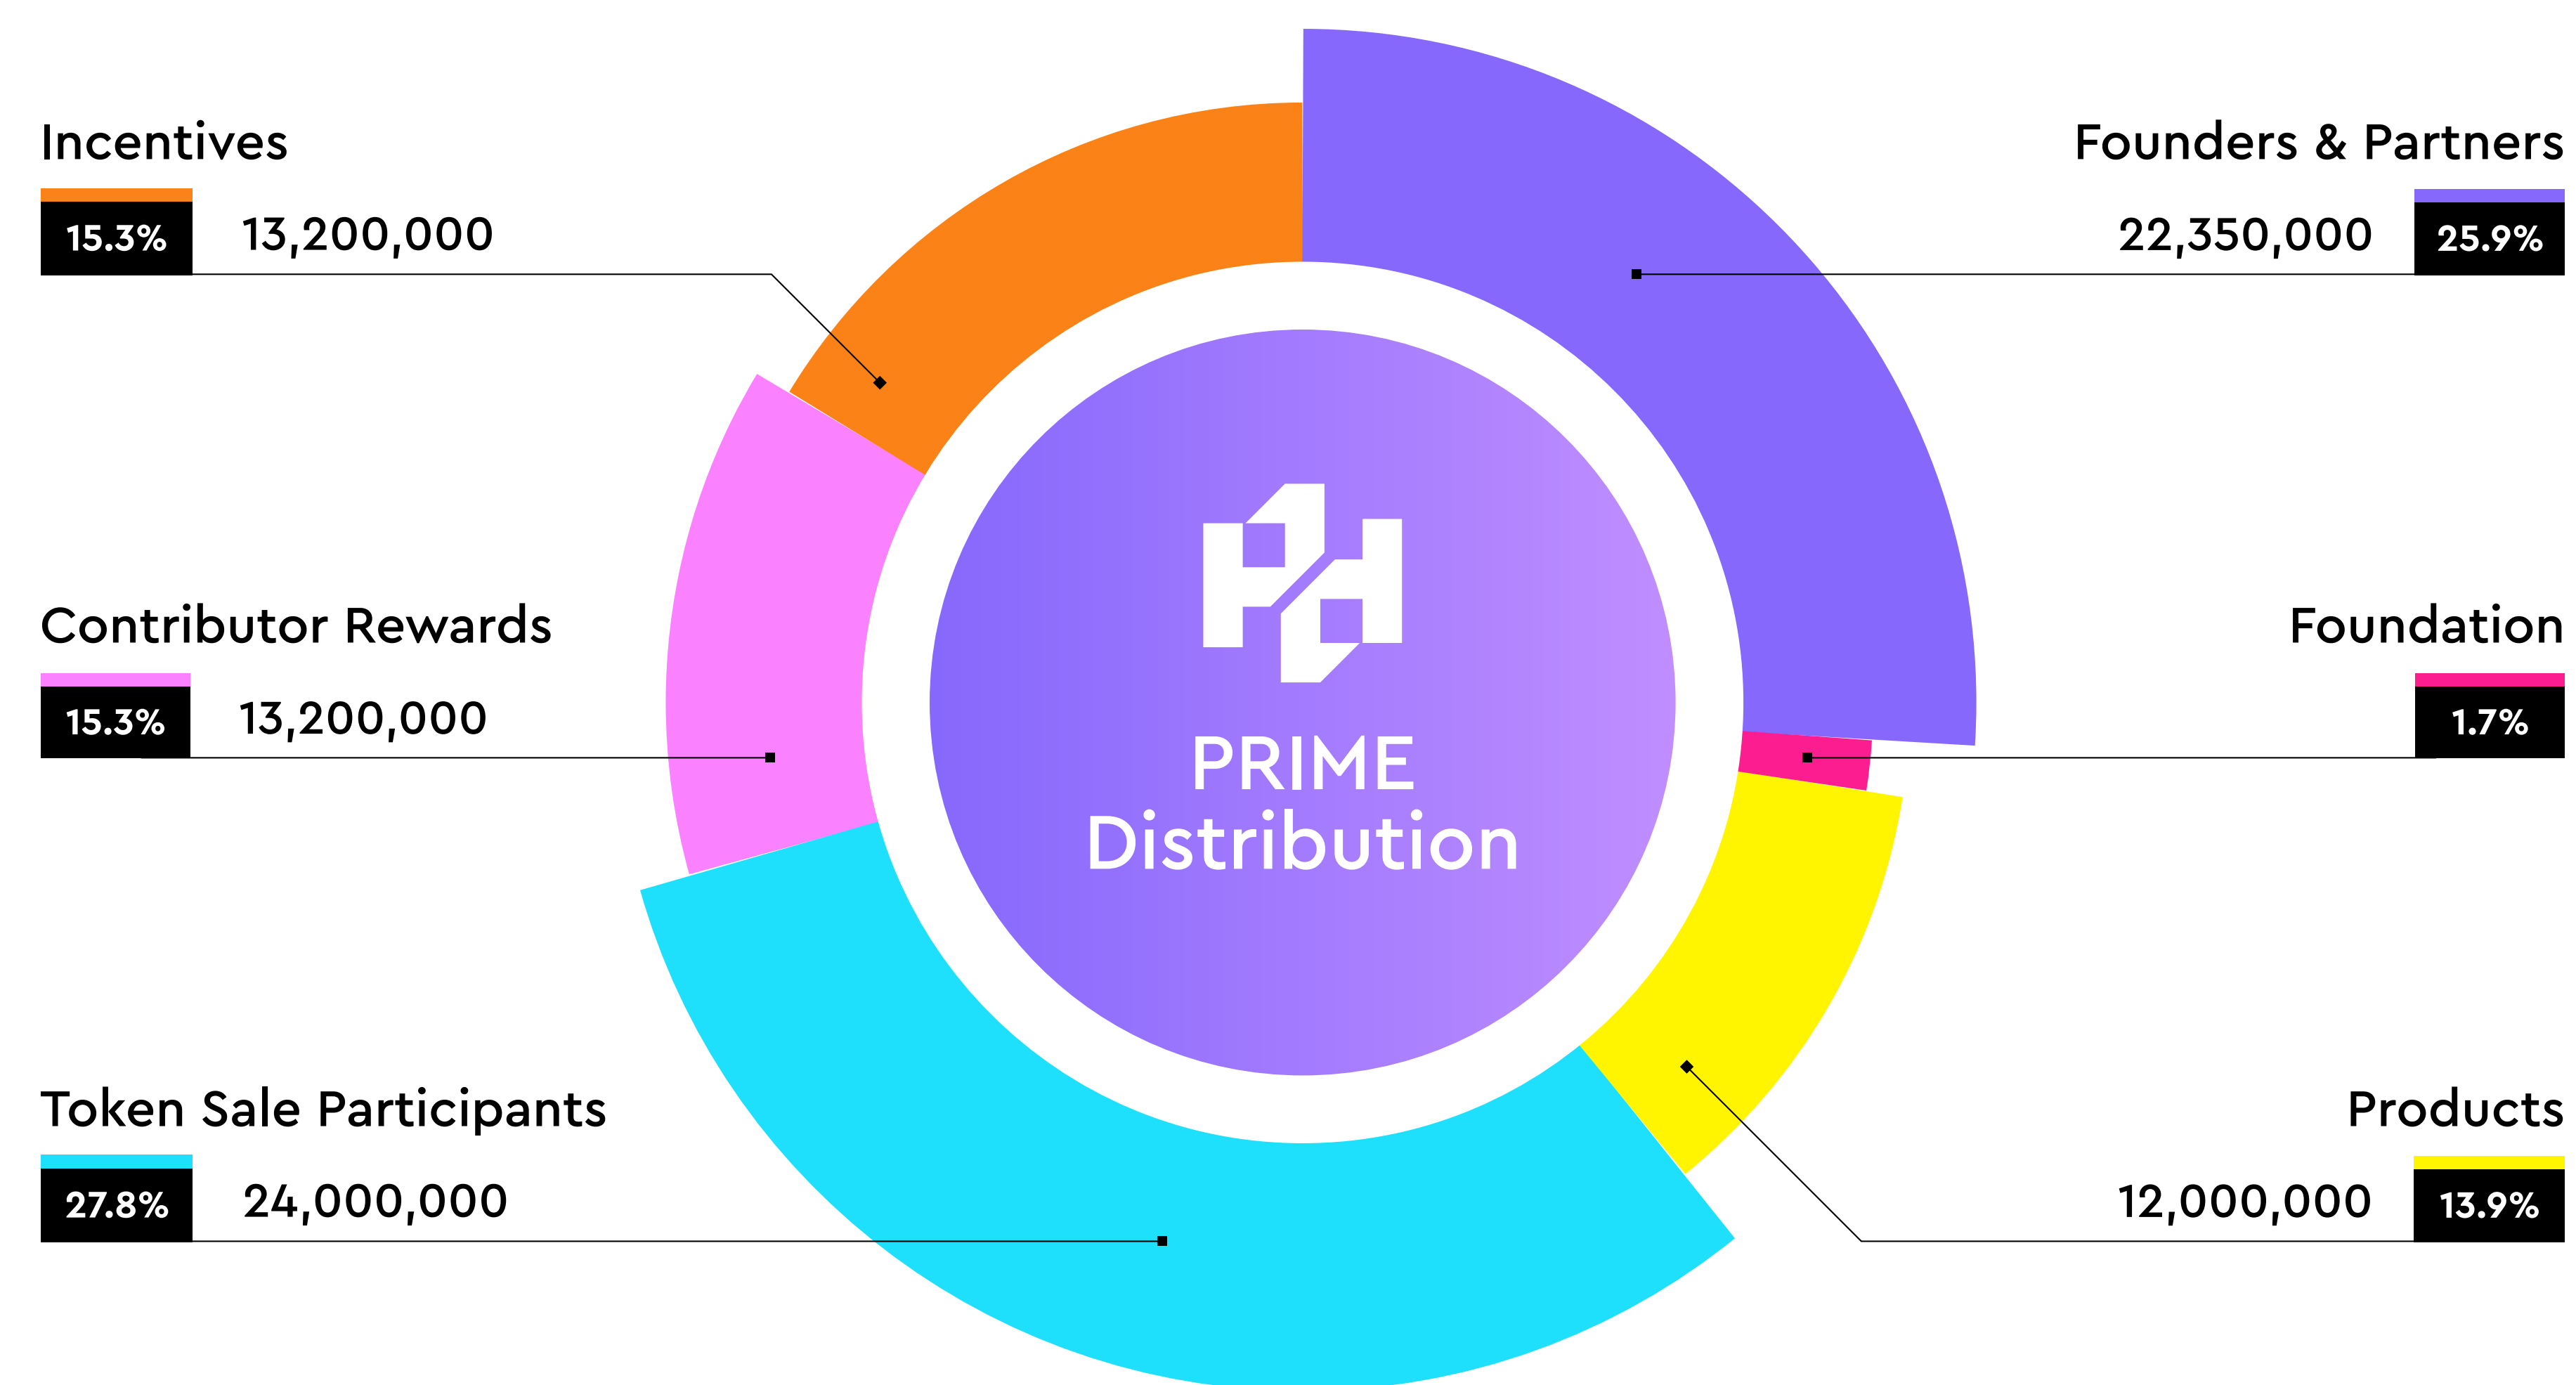 Incentives
15.3% 13,200,000
Contributor Rewards
15.3% 13,200,000
Token Sale Participants
27.8% 24,000,000
PRIME
Distribution
Founders & Partners
22,350,000 25.9%
Foundation
1.7%
Products
12,000,000 13.9%